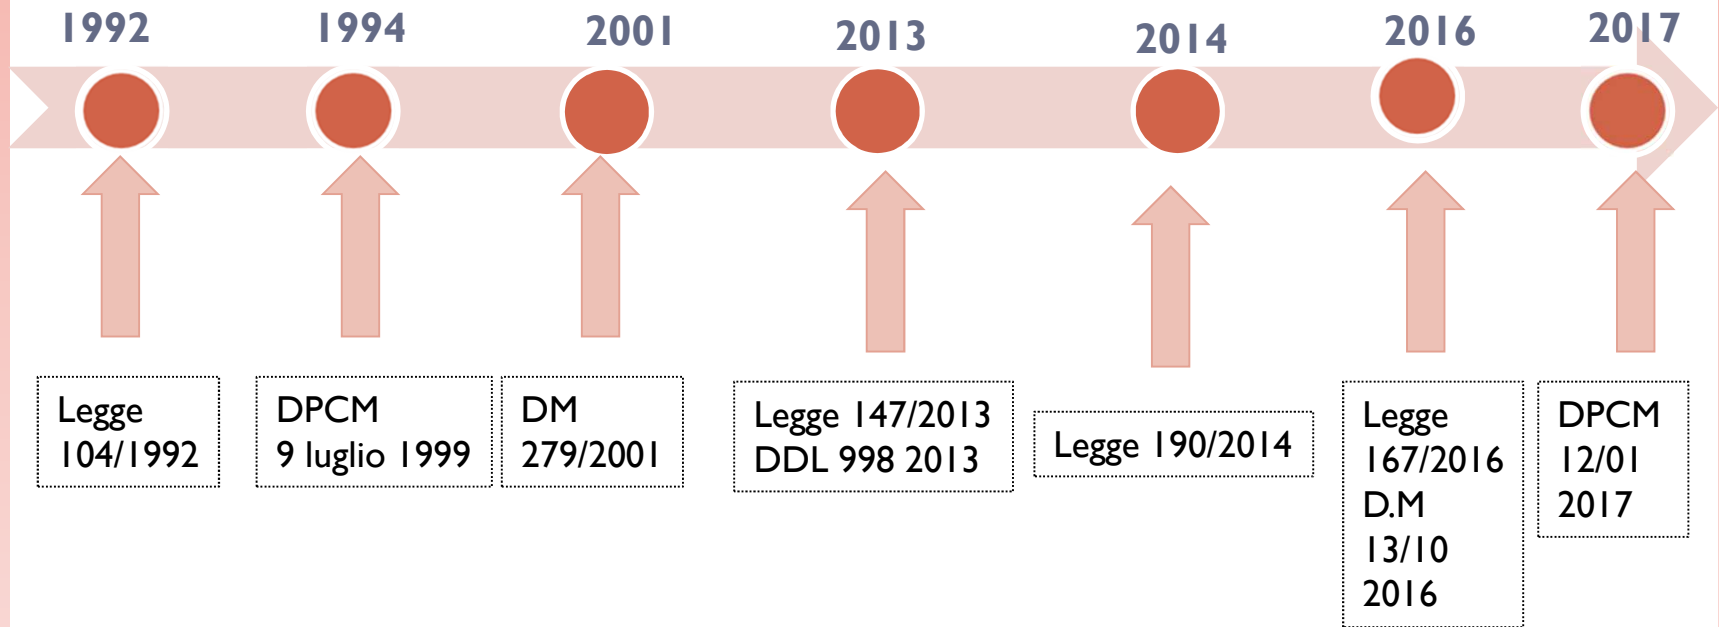 1992
1994
2001
2013
2014
2016
2017
Legge
104/1992
DPCM
9 luglio 1999
DM
279/2001
Legge 147/2013
DDL 998 2013
Legge 190/2014
Legge
167/2016
D.M
13/10
2016
DPCM
12/01
2017